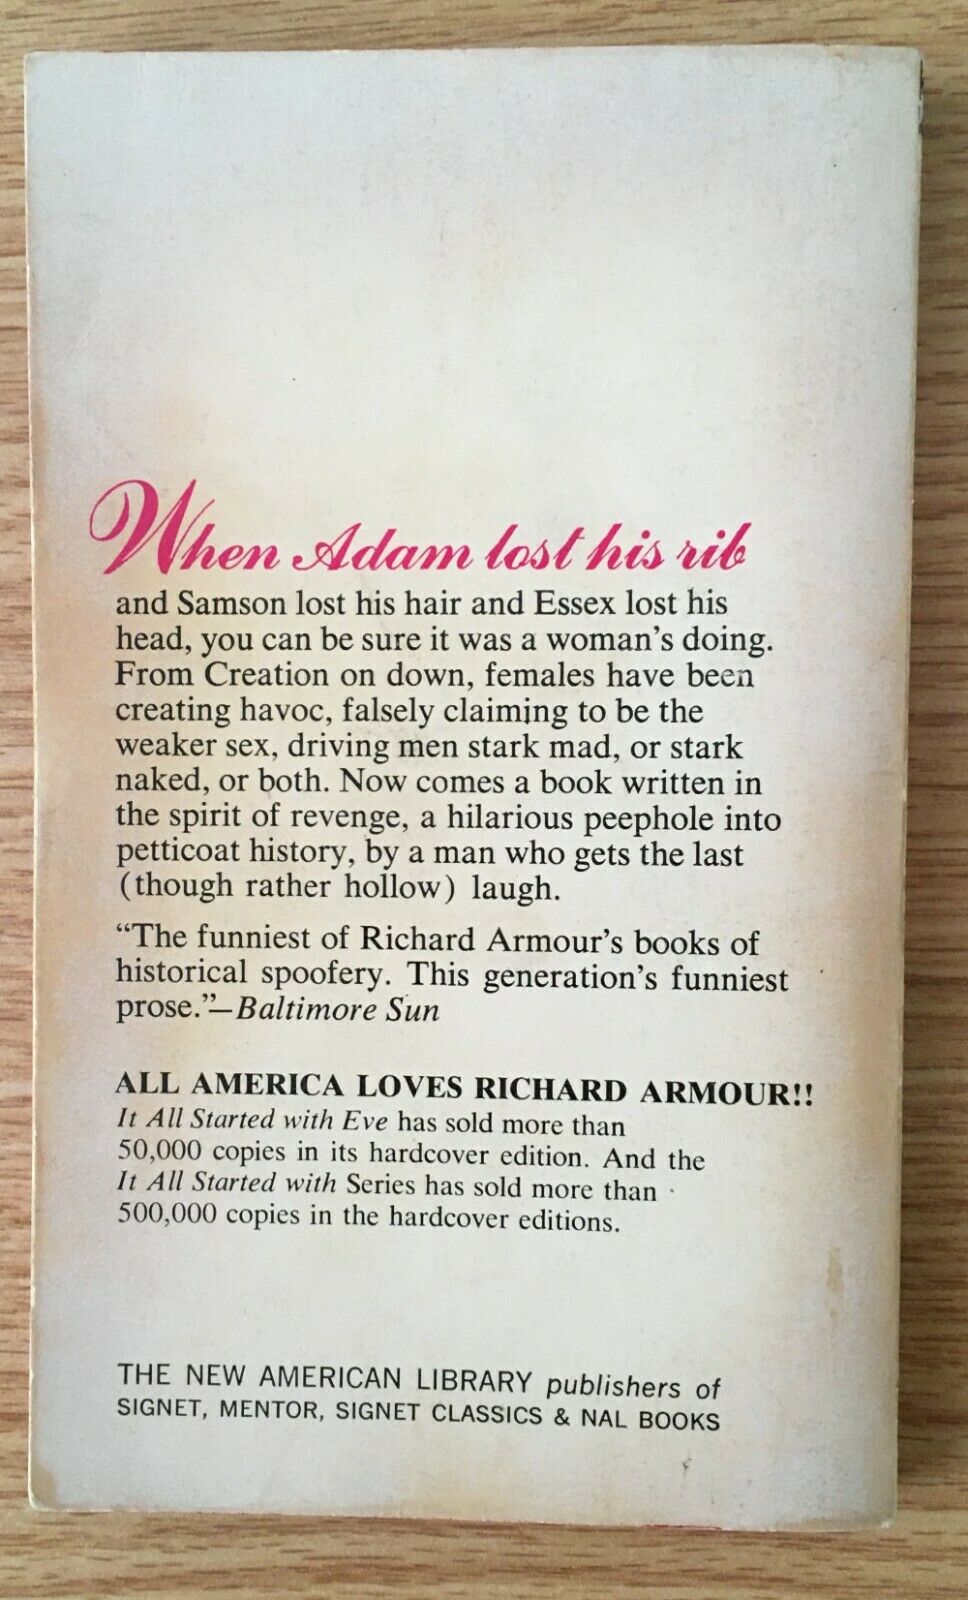 When Adam lost his rib
and Samson lost his hair and Essex lost his
head, you can be sure it was a woman's doing.
From Creation on down, females have been
creating havoc, falsely claiming to be the
weaker sex, driving men stark mad, or stark
naked, or both. Now comes a book written in
the spirit of revenge, a hilarious peephole into
petticoat history, by a man who gets the last
(though rather hollow) laugh.
“The funniest of Richard Armour's books of
historical spoofery. This generation's funniest
prose.”—Baltimore Sun
ALL AMERICA LOVES RICHARD ARMOUR!!
It All Started with Eve has sold more than
50,000 copies in its hardcover edition. And the
It All Started with Series has sold more than
500,000 copies in the hardcover editions.
THE NEW AMERICAN LIBRARY publishers of
SIGNET, MENTOR, SIGNET CLASSICS & NAL BOOKS